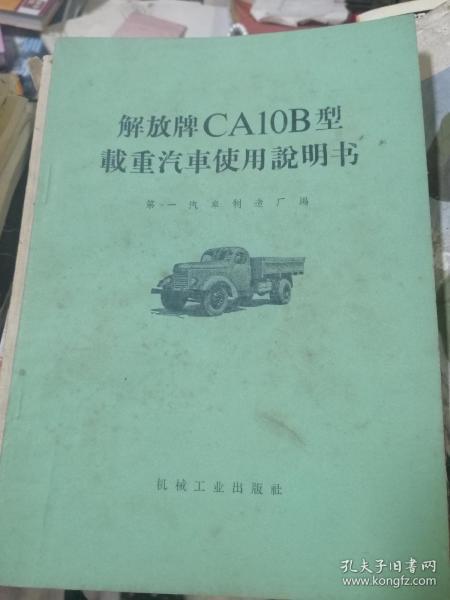 解放牌CA10B型
載重汽車使用說明书
第一汽車制造厂編
机械工业出版社
孔夫子旧书网
www.kongfz.com